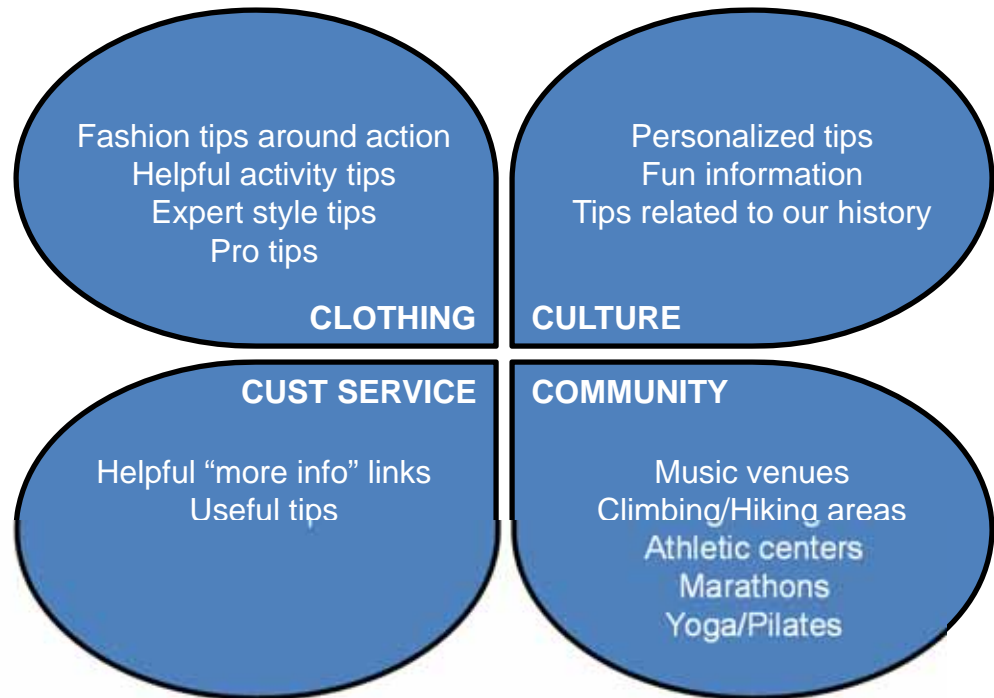 Fashion tips around action
Helpful activity tips
Expert style tips
Pro tips
CLOTHING
Personalized tips
Fun information
Tips related to our history
CULTURE
CUST SERVICE
Helpful “more info” links
Useful tips
COMMUNITY
Music venues
Climbing/Hiking areas
Athletic centers
Marathons
Yoga/Pilates